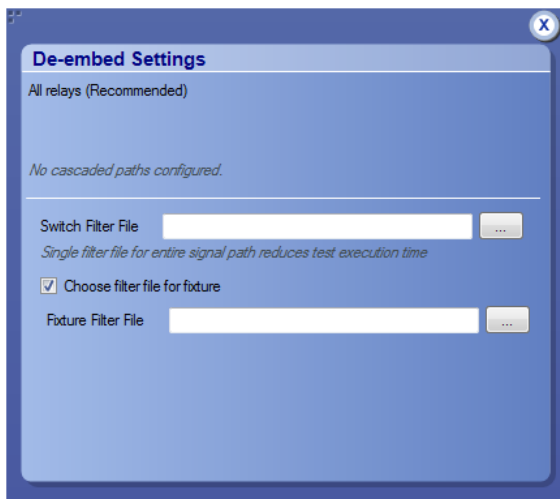 X
De-embed Settings
All relays (Recommended)
No cascaded paths configured.
Switch Filter File
...
Single filter file for entire signal path reduces test execution time
Choose filter file for fixture
Fixture Filter File
...